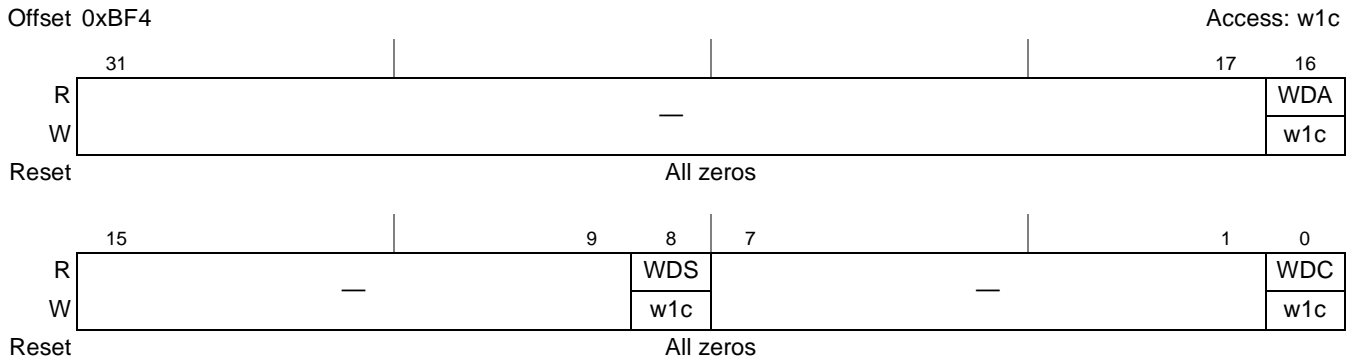 Offset 0xBF4 Access: w1c
31 17 16
R — WDA
W w1c
Reset All zeros
15 9 8 7 1 0
R — WDS — WDC
W w1c w1c
Reset All zeros